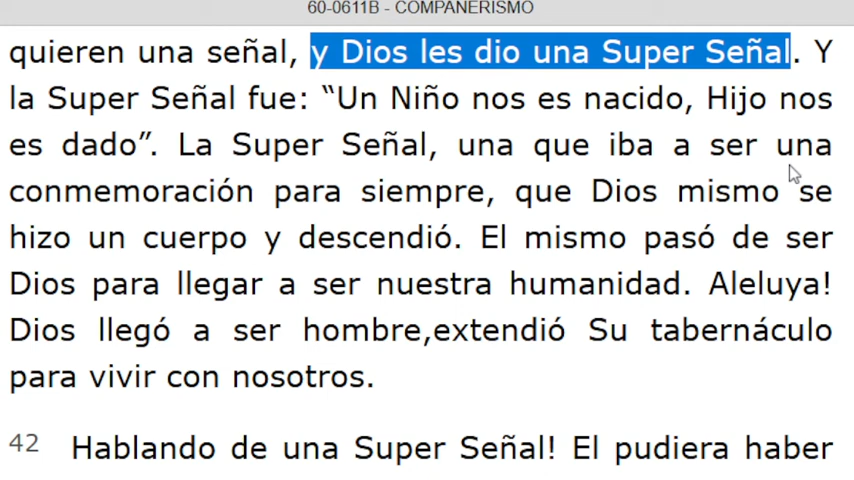 60-0611B - COMPANERISMO
quieren una señal, y Dios les dio una Super Señal. Y
la Super Señal fue: “Un Niño nos es nacido, Hijo nos
es dado”. La Super Señal, una que iba a ser una
conmemoración para siempre, que Dios mismo se
hizo un cuerpo y descendió. El mismo pasó de ser
Dios para llegar a ser nuestra humanidad. Aleluya!
Dios llegó a ser hombre,extendió Su tabernáculo
para vivir con nosotros.
42 Hablando de una Super Señal! El pudiera haber